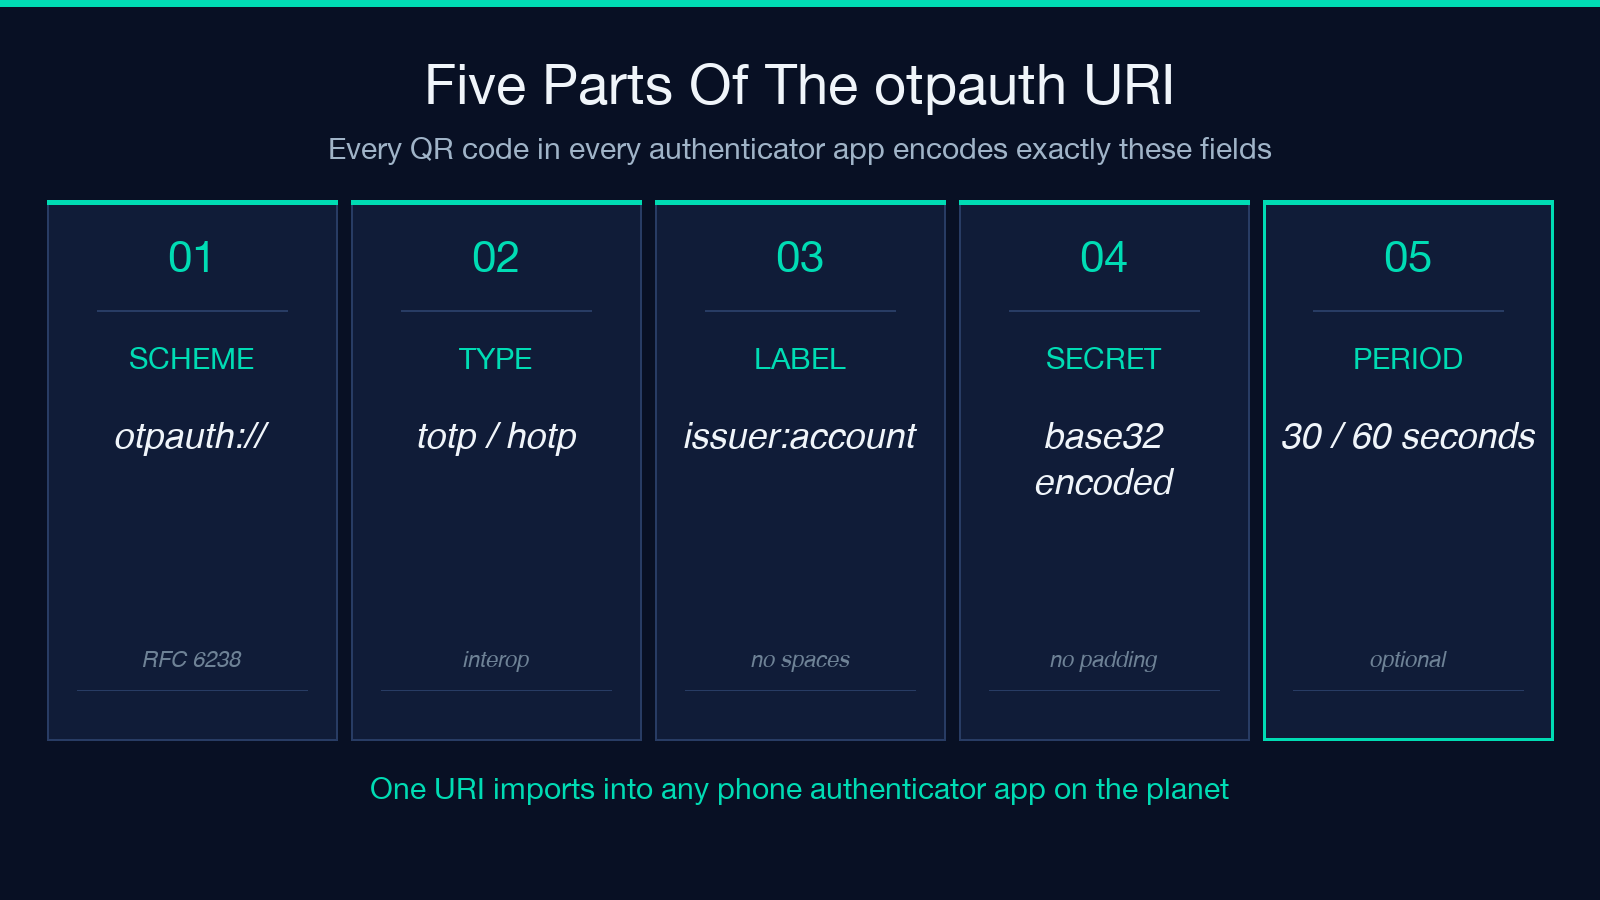 Five Parts Of The otpauth URI
Every QR code in every authenticator app encodes exactly these fields
01
SCHEME
otpauth://
RFC 6238
02
TYPE
totp / hotp
interop
03
LABEL
issuer:account
no spaces
04
SECRET
base32
encoded
no padding
05
PERIOD
30 / 60 seconds
optional
One URI imports into any phone authenticator app on the planet